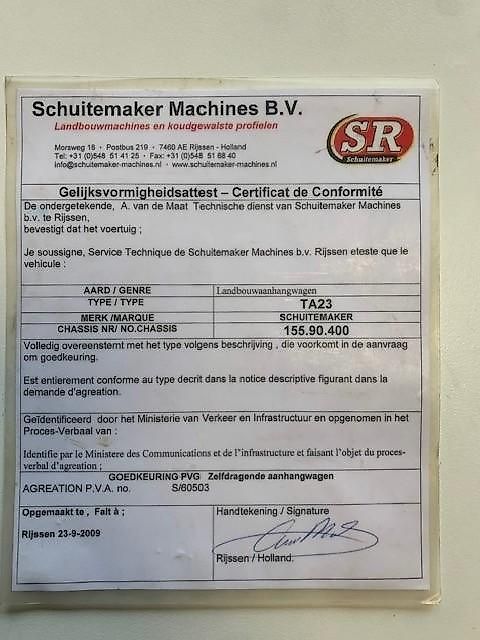 Schuitemaker Machines B.V.
Landbouwmachines en koudgewalste profielen
SR
Schuitemaker
Morsweg 18 · Postbus 219 · 7460 AE Rijssen - Holland
Tel: +31 (0)548 51 41 25 · Fax: +31 (0)548 51 68 40
info@schuitemaker-machines.nl · www.schuitemaker-machines.nl
Gelijksvormigheidsattest – Certificat de Conformité
De ondergetekende, A. van de Maat Technische dienst van Schuitemaker Machines
b.v. te Rijssen,
bevestigt dat het voertuig ;
Je soussigne, Service Technique de Schuitemaker Machines b.v. Rijssen eteste que le
vehicule :
AARD / GENRE Landbouwaanhangwagen
TYPE / TYPE TA23
MERK /MARQUE SCHUITEMAKER
CHASSIS NR/ NO.CHASSIS 155.90.400
Volledig overeenstemt met het type volgens beschrijving , die voorkomt in de aanvraag
om goedkeuring.
Est entierement conforme au type decrit dans la notice descriptive figurant dans la
demande d'agreation.
Geïdentificeerd door het Ministerie van Verkeer en Infrastructuur en opgenomen in het
Proces-Verbaal van :
Identifie par le Ministere des Communications et de l'infrastructure et faisant l'objet du proces-
verbal d'agreation ;
GOEDKEURING PVG Zelfdragende aanhangwagen
AGREATION P.V.A. no. S/60503
Opgemaakt te , Fait à ;
Handtekening / Signature
Rijssen 23-9-2009
Rijssen / Holland.